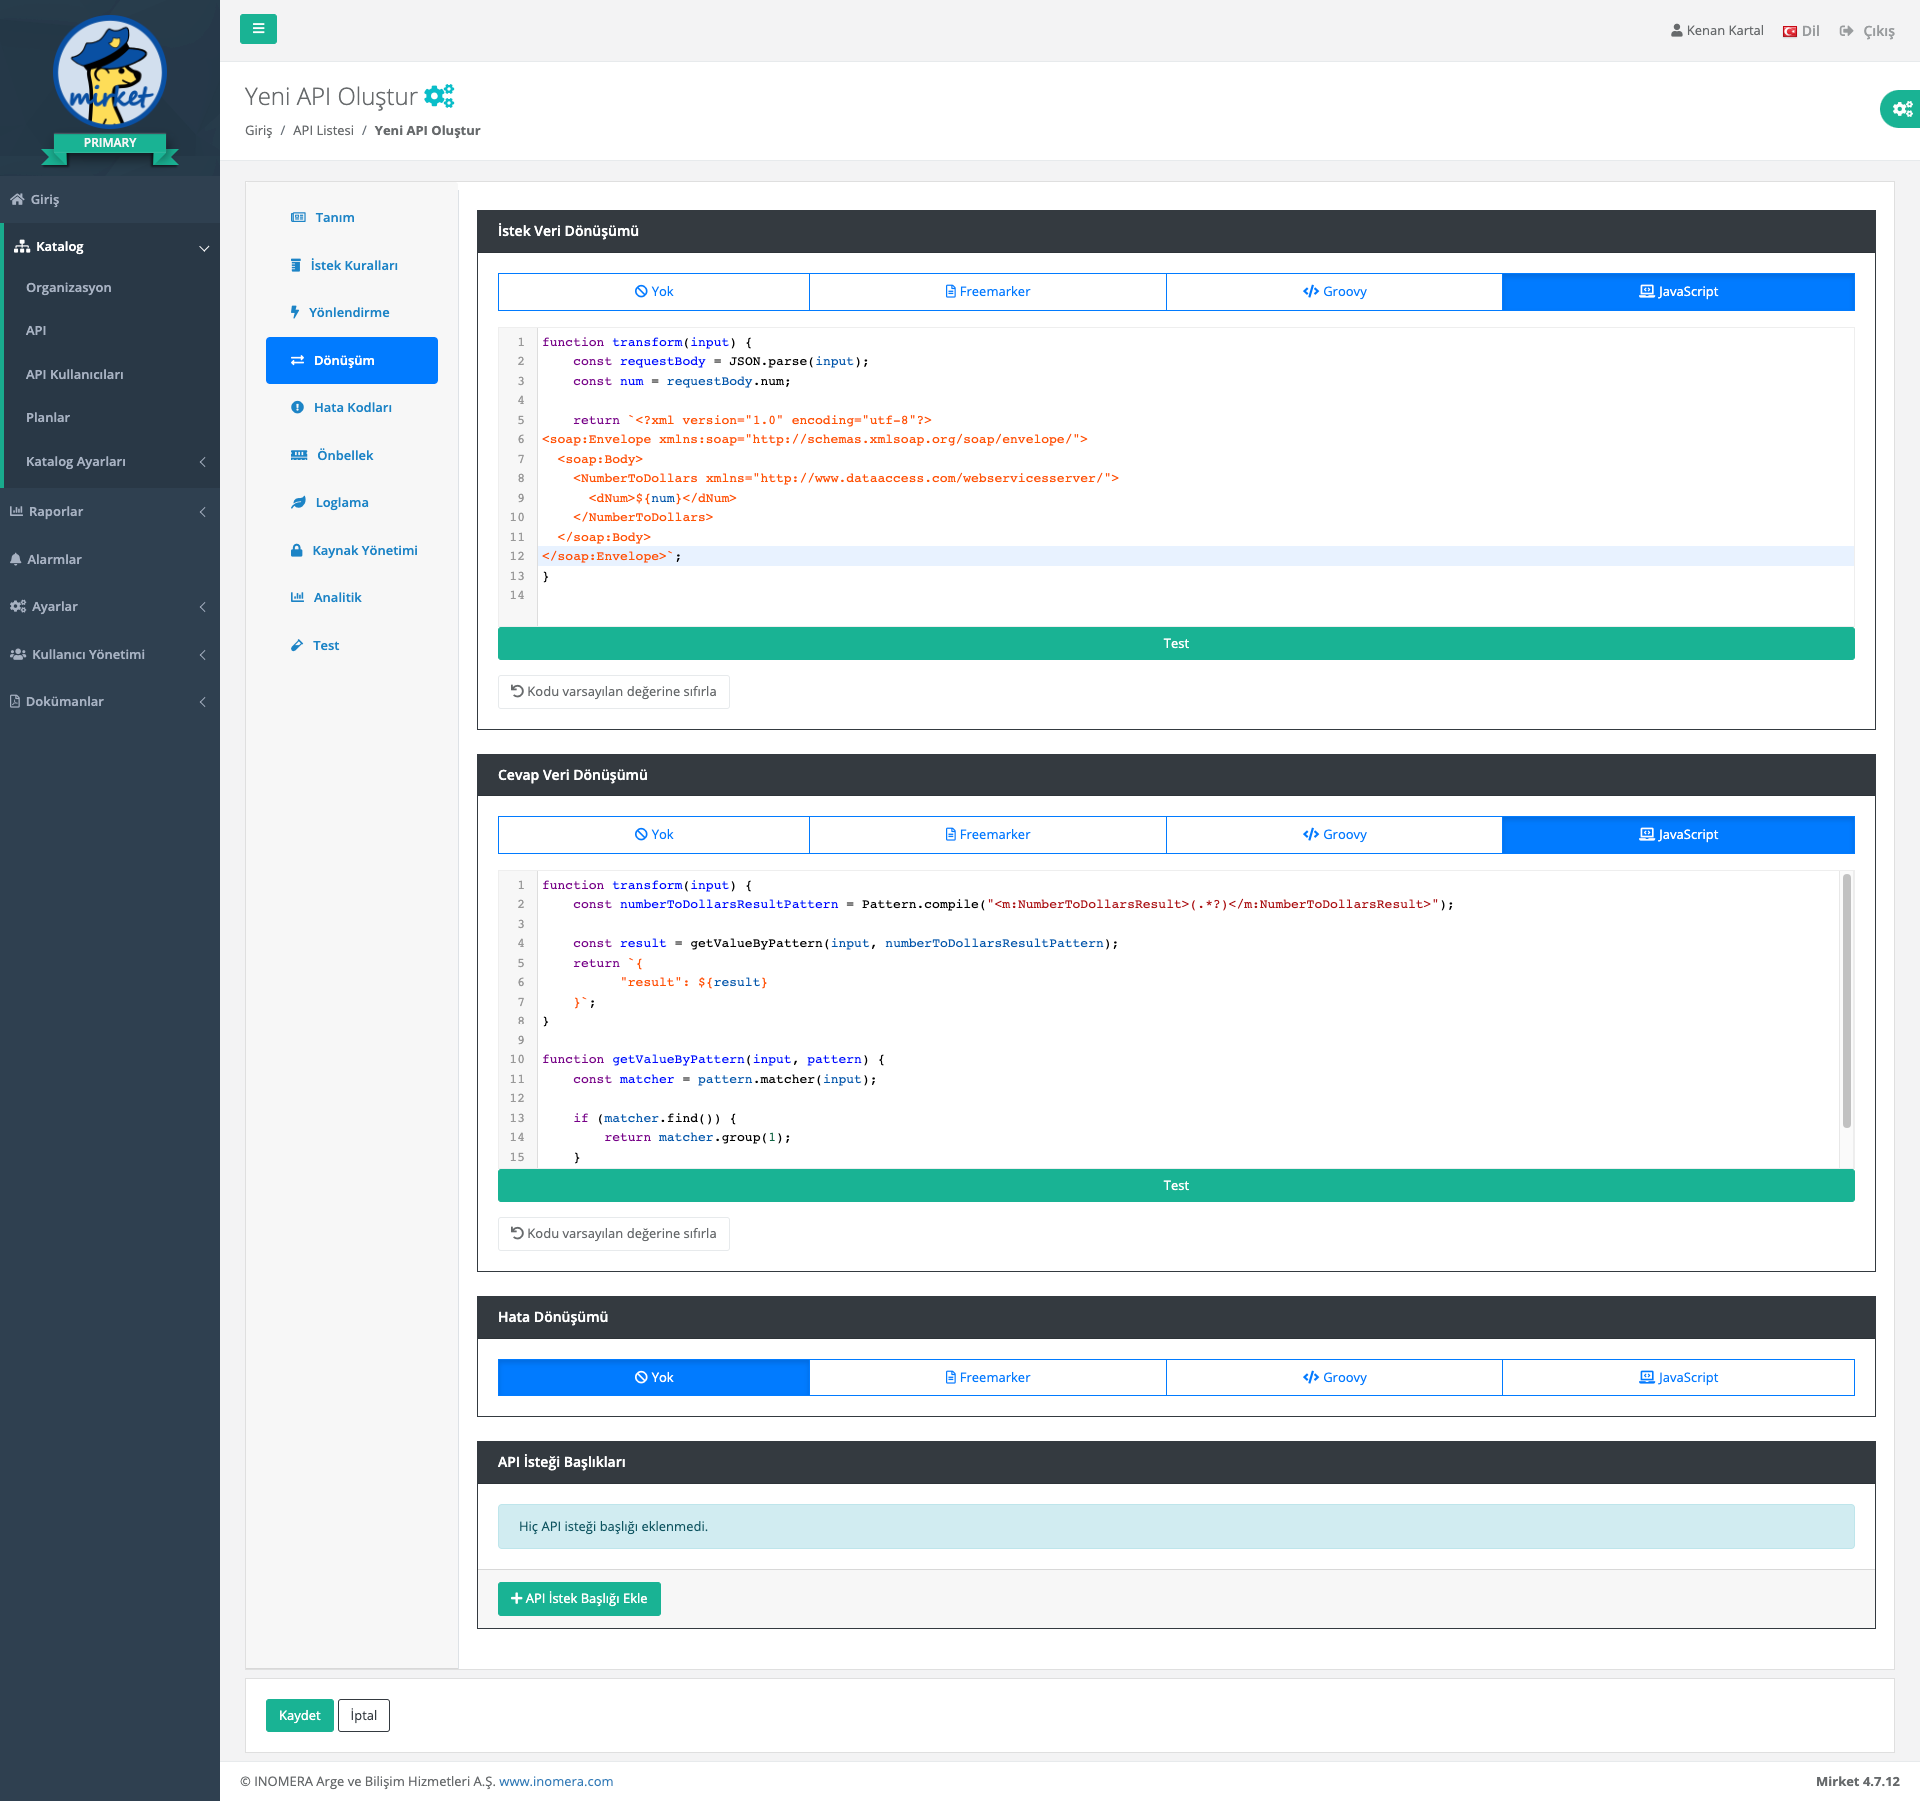 Kenan Kartal
Dil
Çıkış
mirket
PRIMARY
Yeni API Oluştur
Giriş / API Listesi / Yeni API Oluştur
Giriş
Katalog
Organizasyon
API
API Kullanıcıları
Planlar
Katalog Ayarları
Raporlar
Alarmlar
Ayarlar
Kullanıcı Yönetimi
Dokümanlar
Tanım
İstek Kuralları
Yönlendirme
Dönüşüm
Hata Kodları
Önbellek
Loglama
Kaynak Yönetimi
Analitik
Test
İstek Veri Dönüşümü
Yok Freemarker Groovy JavaScript
1 function transform(input) {
2     const requestBody = JSON.parse(input);
3     const num = requestBody.num;
4
5     return `<?xml version="1.0" encoding="utf-8"?>
6 <soap:Envelope xmlns:soap="http://schemas.xmlsoap.org/soap/envelope/">
7   <soap:Body>
8     <NumberToDollars xmlns="http://www.dataaccess.com/webservicesserver/">
9       <dNum>${num}</dNum>
10     </NumberToDollars>
11   </soap:Body>
12 </soap:Envelope>`;
13 }
14
Test
Kodu varsayılan değerine sıfırla
Cevap Veri Dönüşümü
Yok Freemarker Groovy JavaScript
1 function transform(input) {
2     const numberToDollarsResultPattern = Pattern.compile("<m:NumberToDollarsResult>(.*?)</m:NumberToDollarsResult>");
3
4     const result = getValueByPattern(input, numberToDollarsResultPattern);
5     return `{
6           "result": ${result}
7     }`;
8 }
9
10 function getValueByPattern(input, pattern) {
11     const matcher = pattern.matcher(input);
12
13     if (matcher.find()) {
14         return matcher.group(1);
15     }
Test
Kodu varsayılan değerine sıfırla
Hata Dönüşümü
Yok Freemarker Groovy JavaScript
API İsteği Başlıkları
Hiç API isteği başlığı eklenmedi.
API İstek Başlığı Ekle
Kaydet İptal
© INOMERA Arge ve Bilişim Hizmetleri A.Ş. www.inomera.com
Mirket 4.7.12